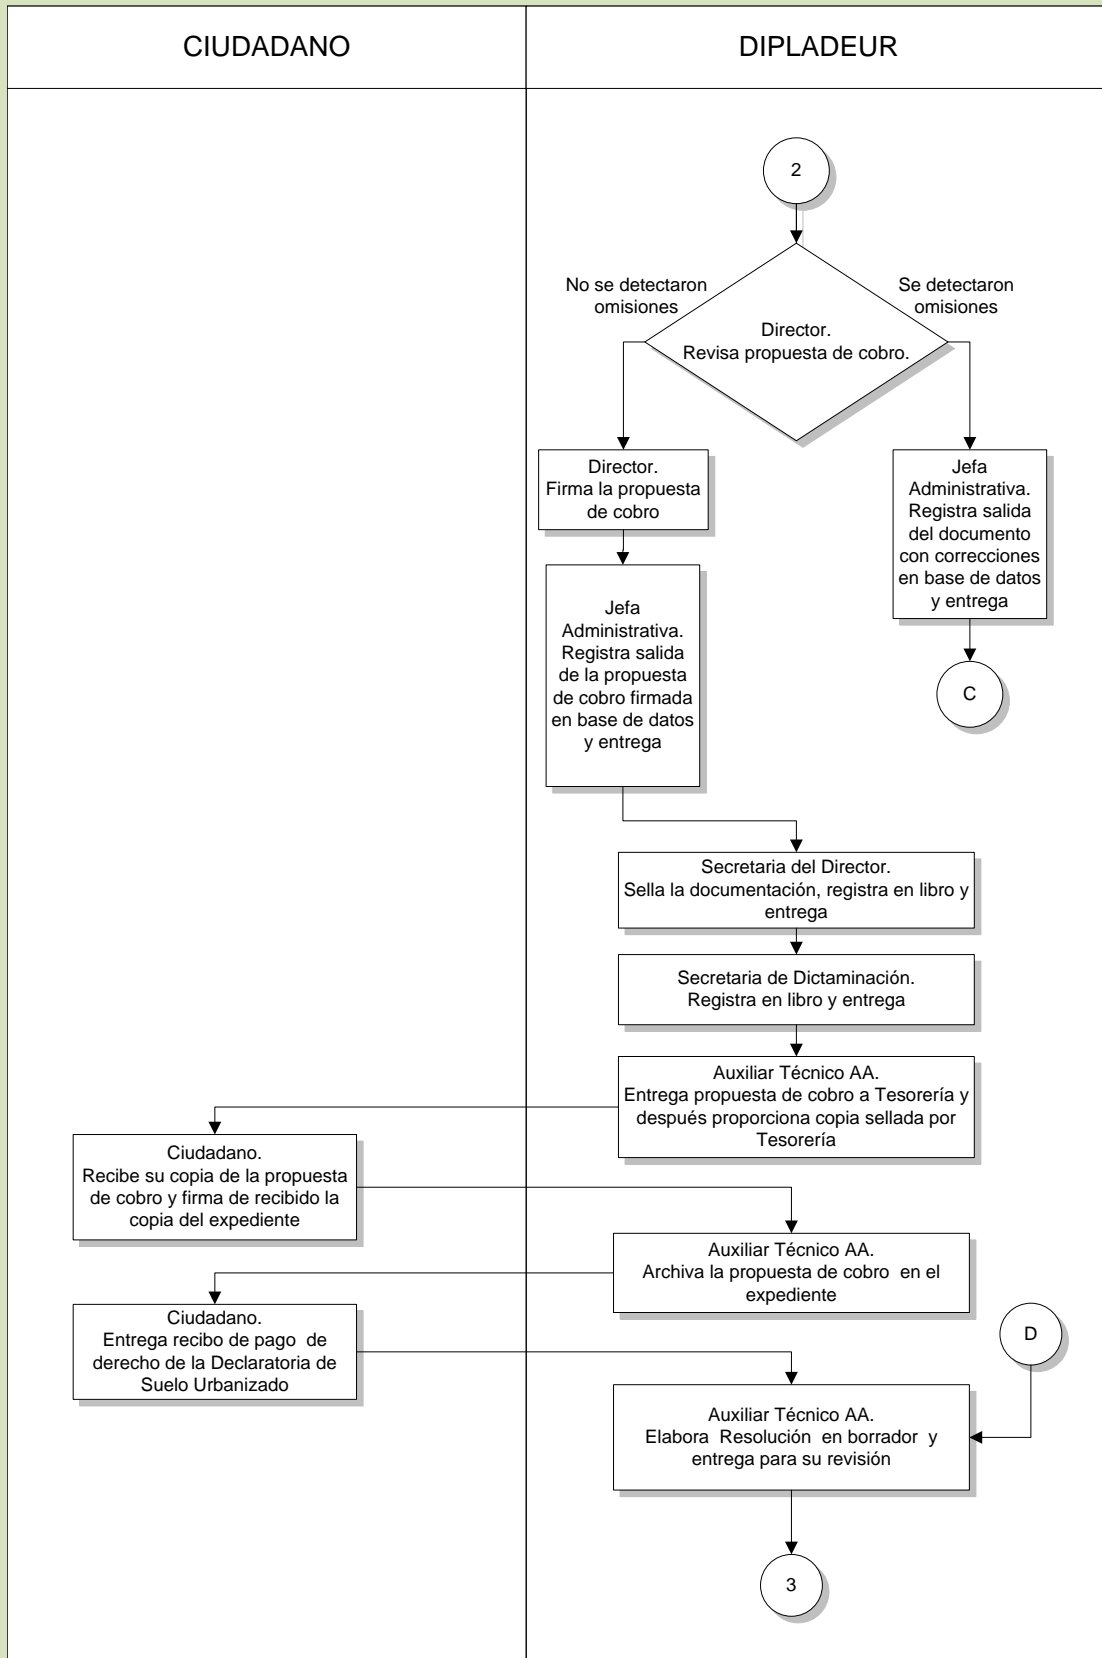 CIUDADANO
DIPLADEUR
2
No se detectaron
omisiones
Se detectaron
omisiones
Director.
Revisa propuesta de cobro.
Director.
Firma la propuesta
de cobro
Jefa
Administrativa.
Registra salida
del documento
con correcciones
en base de datos
y entrega
Jefa
Administrativa.
Registra salida
de la propuesta
de cobro firmada
en base de datos
y entrega
C
Secretaria del Director.
Sella la documentación, registra en libro y
entrega
Secretaria de Dictaminación.
Registra en libro y entrega
Auxiliar Técnico AA.
Entrega propuesta de cobro a Tesorería y
después proporciona copia sellada por
Tesorería
Ciudadano.
Recibe su copia de la propuesta
de cobro y firma de recibido la
copia del expediente
Auxiliar Técnico AA.
Archiva la propuesta de cobro en el
expediente
Ciudadano.
Entrega recibo de pago de
derecho de la Declaratoria de
Suelo Urbanizado
D
Auxiliar Técnico AA.
Elabora Resolución en borrador y
entrega para su revisión
3